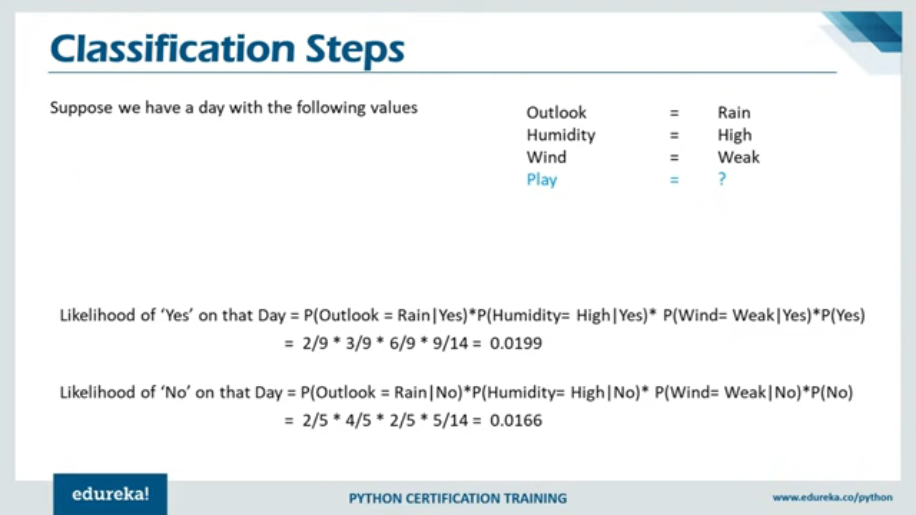 Classification Steps
Suppose we have a day with the following values
Outlook = Rain
Humidity = High
Wind = Weak
Play = ?
Likelihood of ‘Yes’ on that Day = P(Outlook = Rain|Yes)*P(Humidity= High|Yes)* P(Wind= Weak|Yes)*P(Yes)
= 2/9 * 3/9 * 6/9 * 9/14 = 0.0199
Likelihood of ‘No’ on that Day = P(Outlook = Rain|No)*P(Humidity= High|No)* P(Wind= Weak|No)*P(No)
= 2/5 * 4/5 * 2/5 * 5/14 = 0.0166
edureka!
PYTHON CERTIFICATION TRAINING
www.edureka.co/python